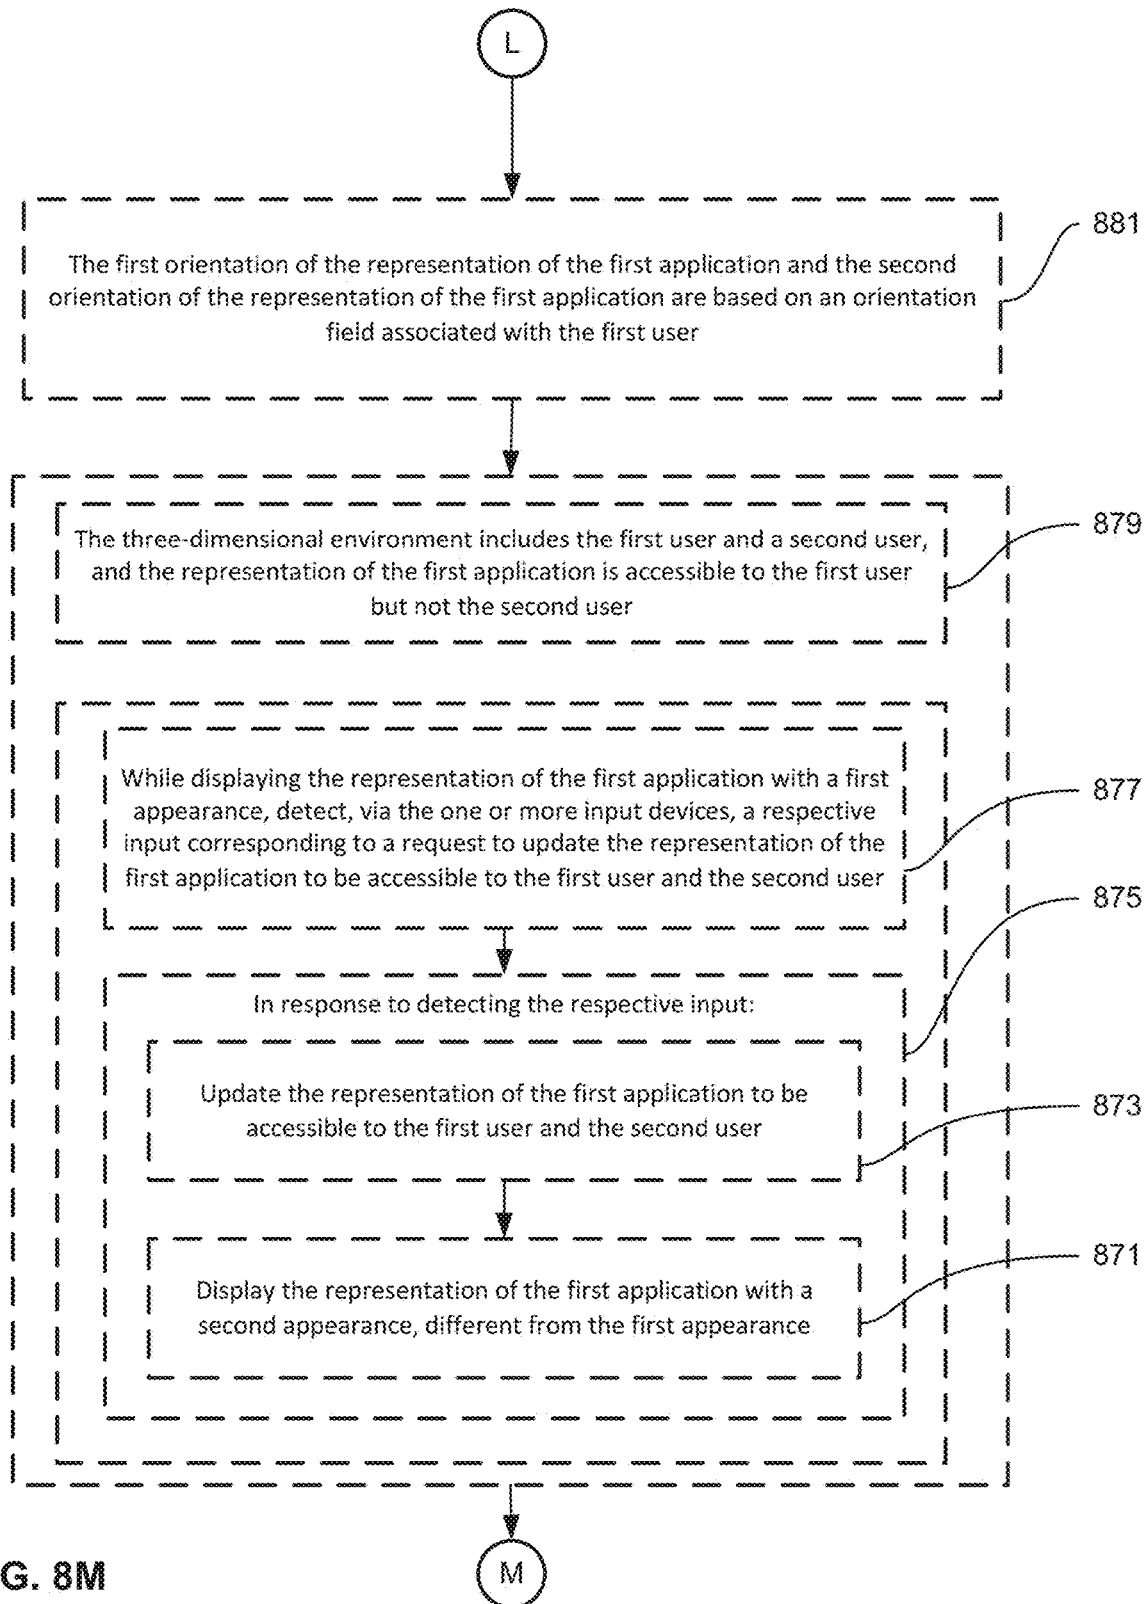 L
The first orientation of the representation of the first application and the second
orientation of the representation of the first application are based on an orientation
field associated with the first user
881
The three-dimensional environment includes the first user and a second user,
and the representation of the first application is accessible to the first user
but not the second user
879
While displaying the representation of the first application with a first
appearance, detect, via the one or more input devices, a respective
input corresponding to a request to update the representation of the
first application to be accessible to the first user and the second user
877
875
In response to detecting the respective input:
Update the representation of the first application to be
accessible to the first user and the second user
873
Display the representation of the first application with a
second appearance, different from the first appearance
871
G. 8M
M